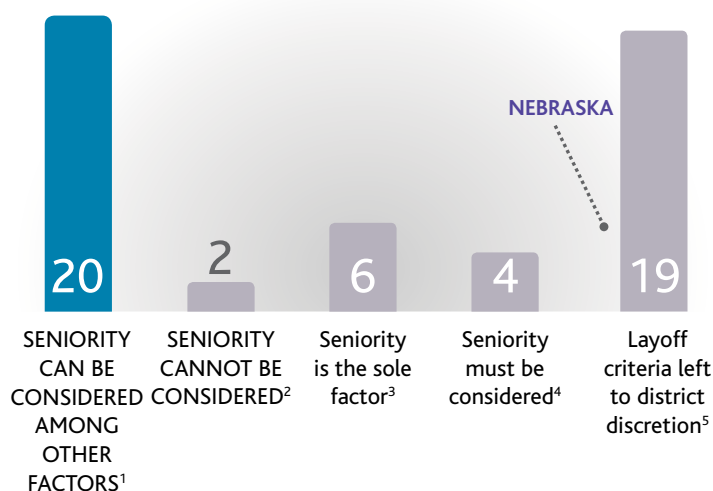 NEBRASKA
20
2
6
4
19
SENIORITY
CAN BE
CONSIDERED
AMONG
OTHER
FACTORS¹
SENIORITY
CANNOT BE
CONSIDERED²
Seniority
is the sole
factor³
Seniority
must be
considered⁴
Layoff
criteria left
to district
discretion⁵